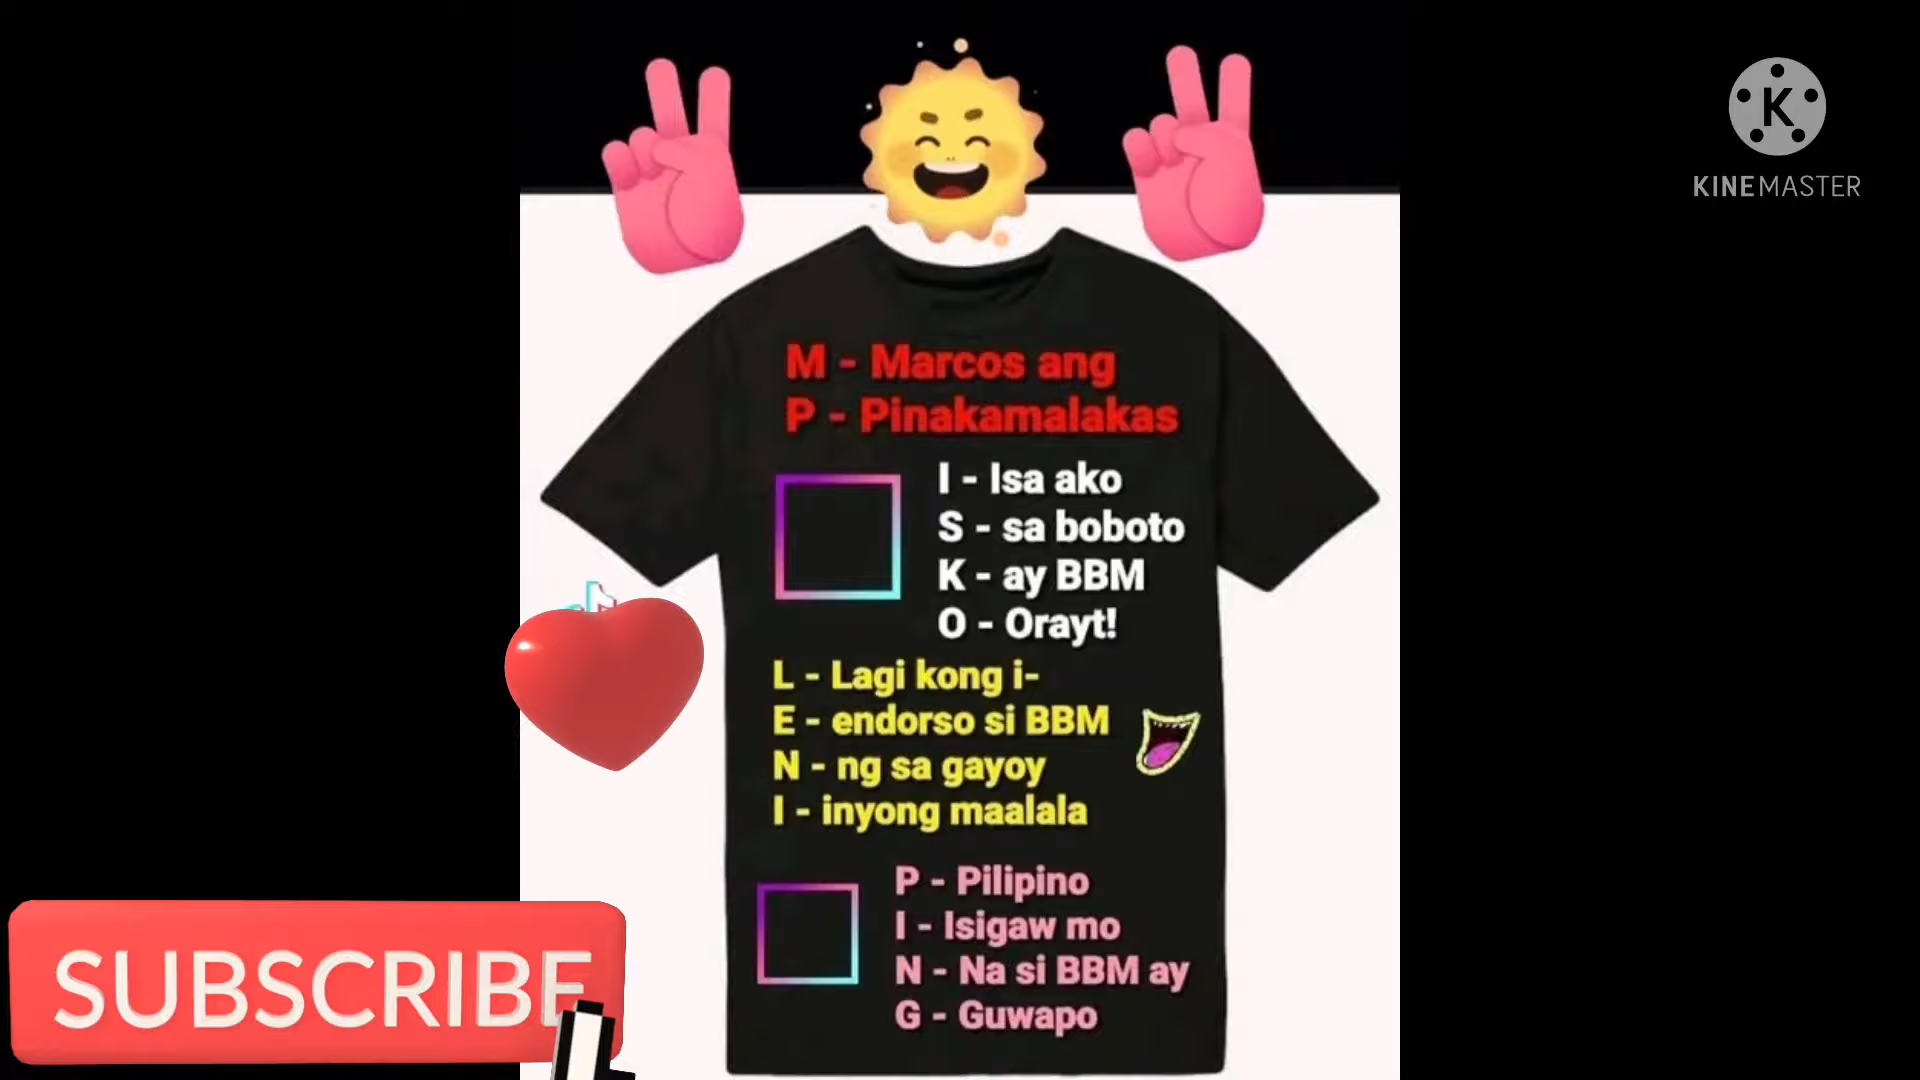 KINEMASTER
M - Marcos ang
P - Pinakamalakas
I - Isa ako
S - sa boboto
K - ay BBM
O - Orayt!
L - Lagi kong i-
E - endorso si BBM
N - ng sa gayoy
I - inyong maalala
P - Pilipino
I - Isigaw mo
N - Na si BBM ay
G - Guwapo
SUBSCRIBE